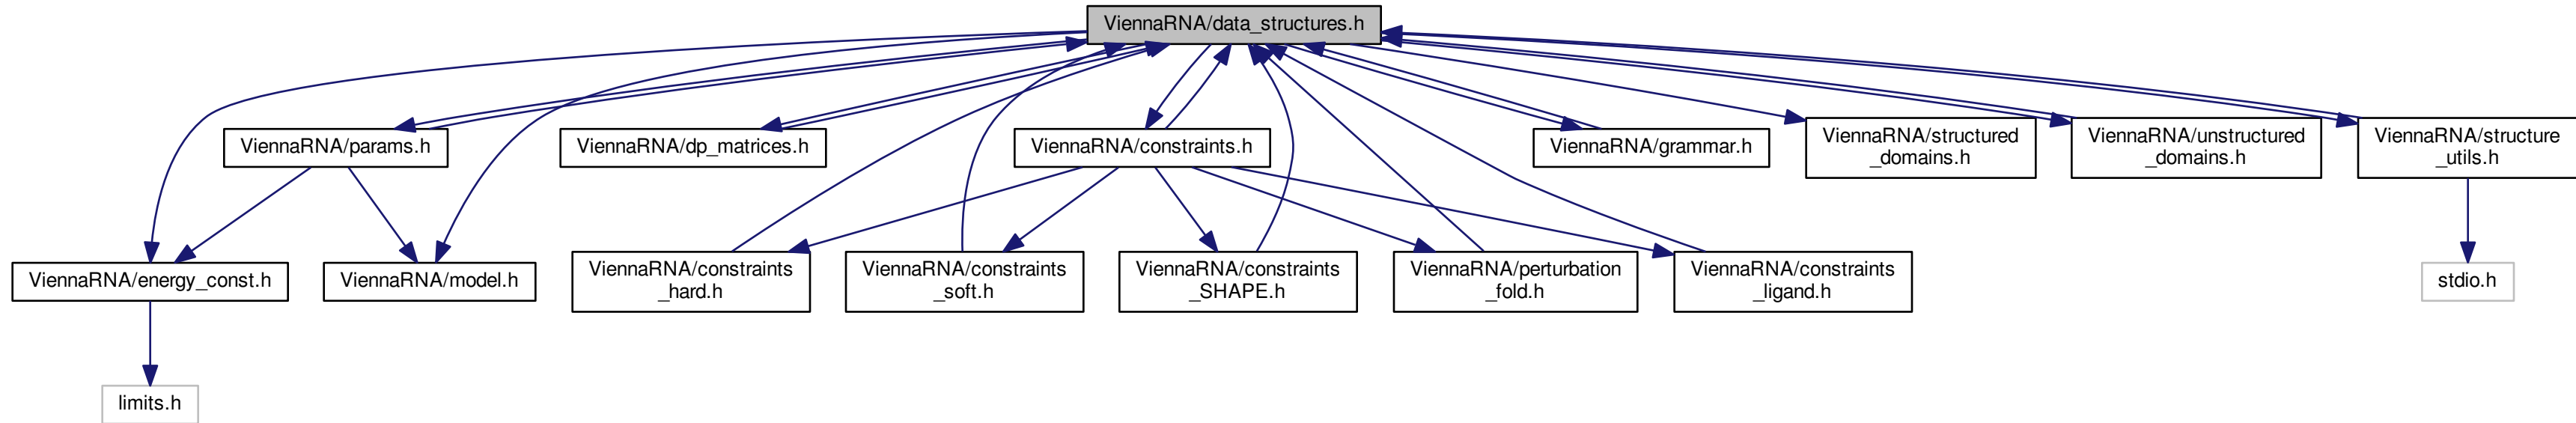 ViennaRNA/data_structures.h
ViennaRNA/params.h
ViennaRNA/dp_matrices.h
ViennaRNA/constraints.h
ViennaRNA/grammar.h
ViennaRNA/structured
_domains.h
ViennaRNA/unstructured
_domains.h
ViennaRNA/structure
_utils.h
ViennaRNA/energy_const.h
ViennaRNA/model.h
ViennaRNA/constraints
_hard.h
ViennaRNA/constraints
_soft.h
ViennaRNA/constraints
_SHAPE.h
ViennaRNA/perturbation
_fold.h
ViennaRNA/constraints
_ligand.h
stdio.h
limits.h